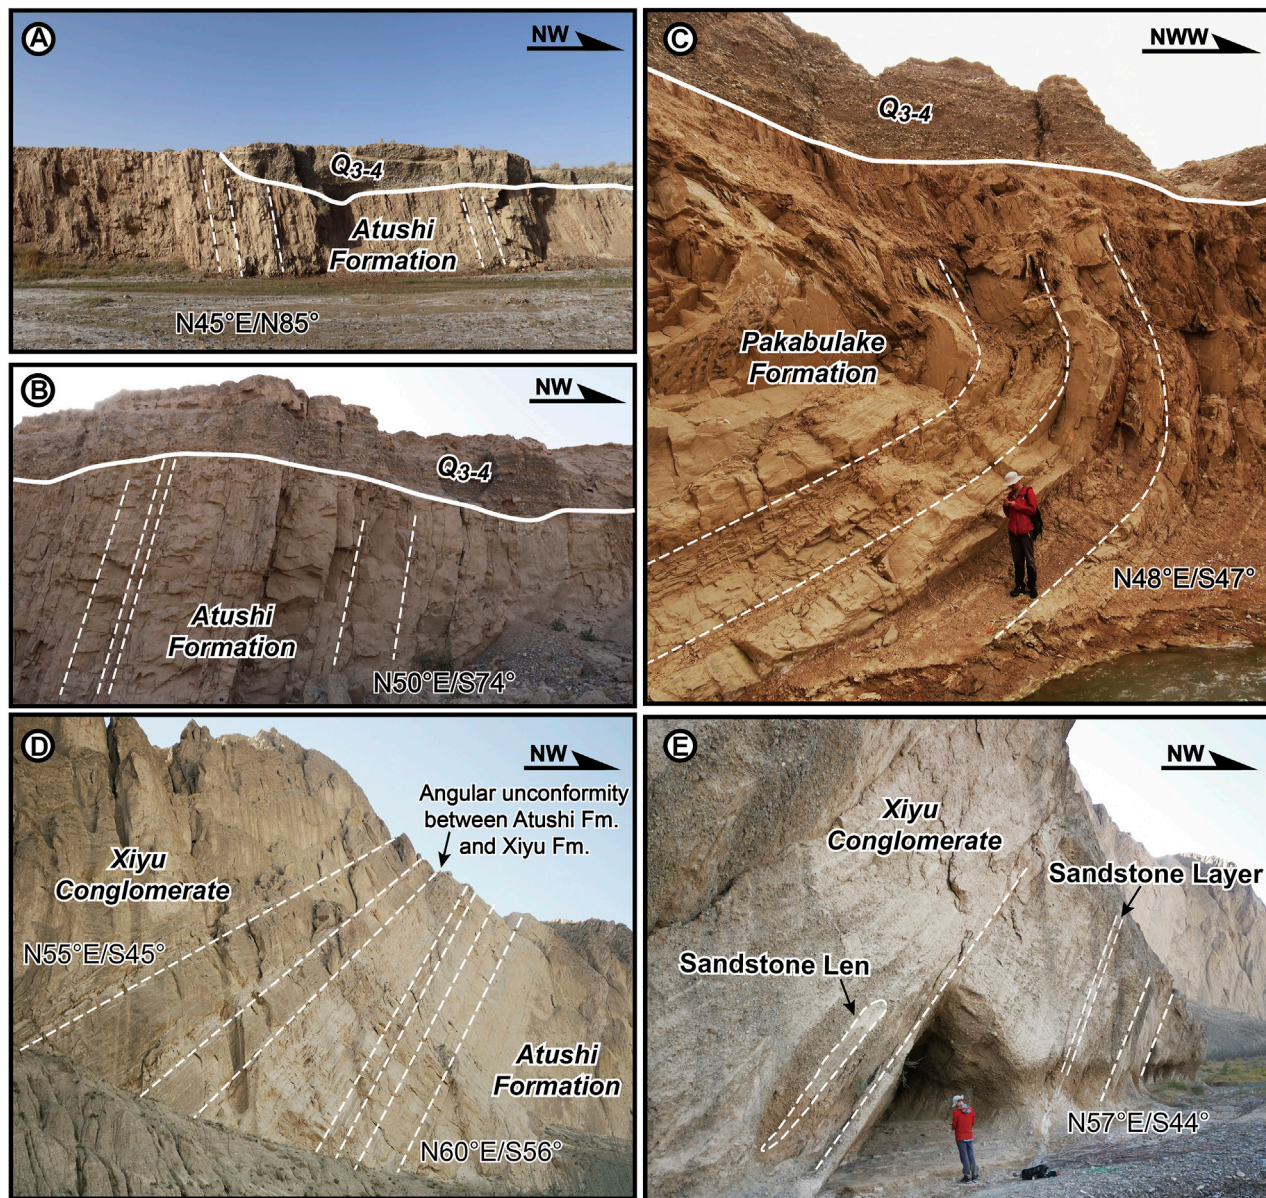 A
NW
Q3-4
Atushi
Formation
N45°E/N85°
B
NW
Q3-4
Atushi
Formation
N50°E/S74°
C
NWW
Q3-4
Pakabulake
Formation
N48°E/S47°
D
NW
Angular unconformity
between Atushi Fm.
and Xiyu Fm.
Xiyu
Conglomerate
N55°E/S45°
Atushi
Formation
N60°E/S56°
E
NW
Xiyu
Conglomerate
Sandstone Layer
Sandstone Len
N57°E/S44°